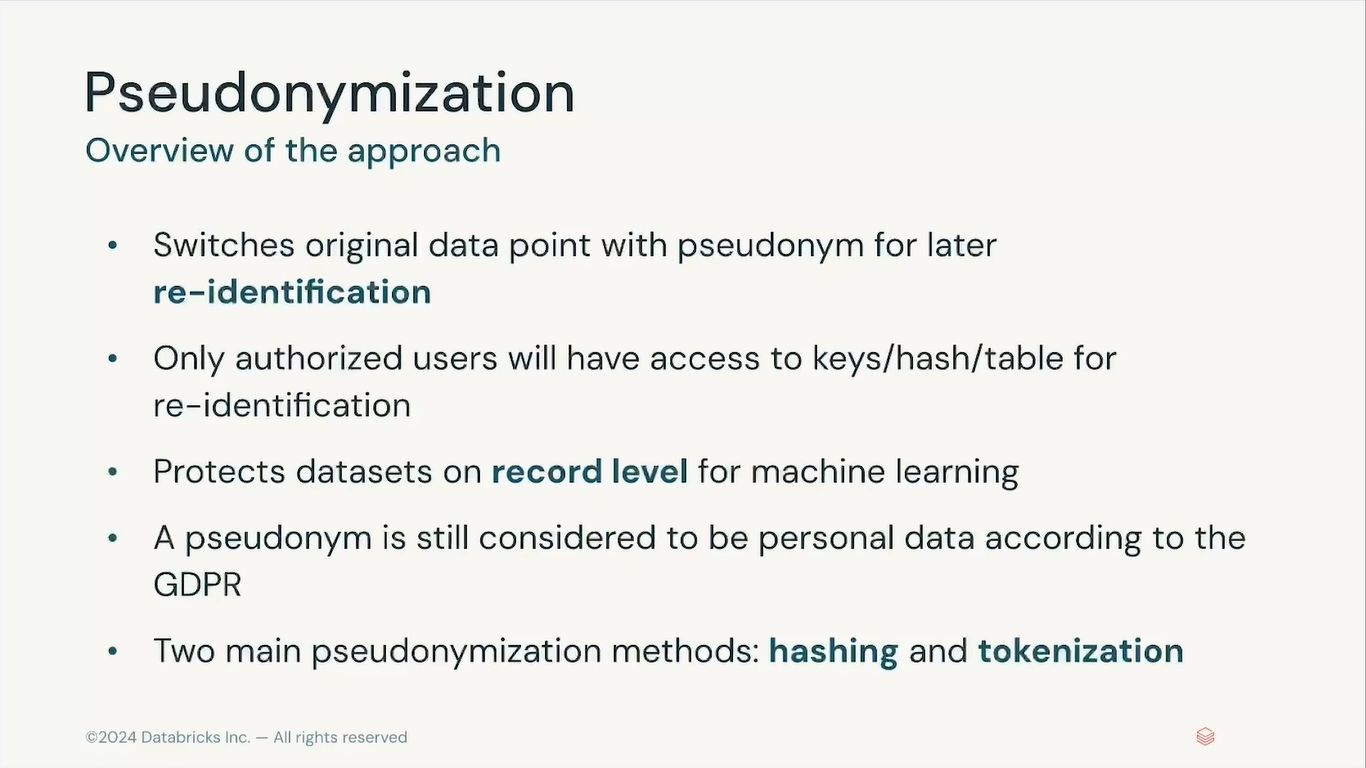 Pseudonymization
Overview of the approach
• Switches original data point with pseudonym for later
re-identification
• Only authorized users will have access to keys/hash/table for
re-identification
• Protects datasets on record level for machine learning
• A pseudonym is still considered to be personal data according to the
GDPR
• Two main pseudonymization methods: hashing and tokenization
©2024 Databricks Inc. — All rights reserved